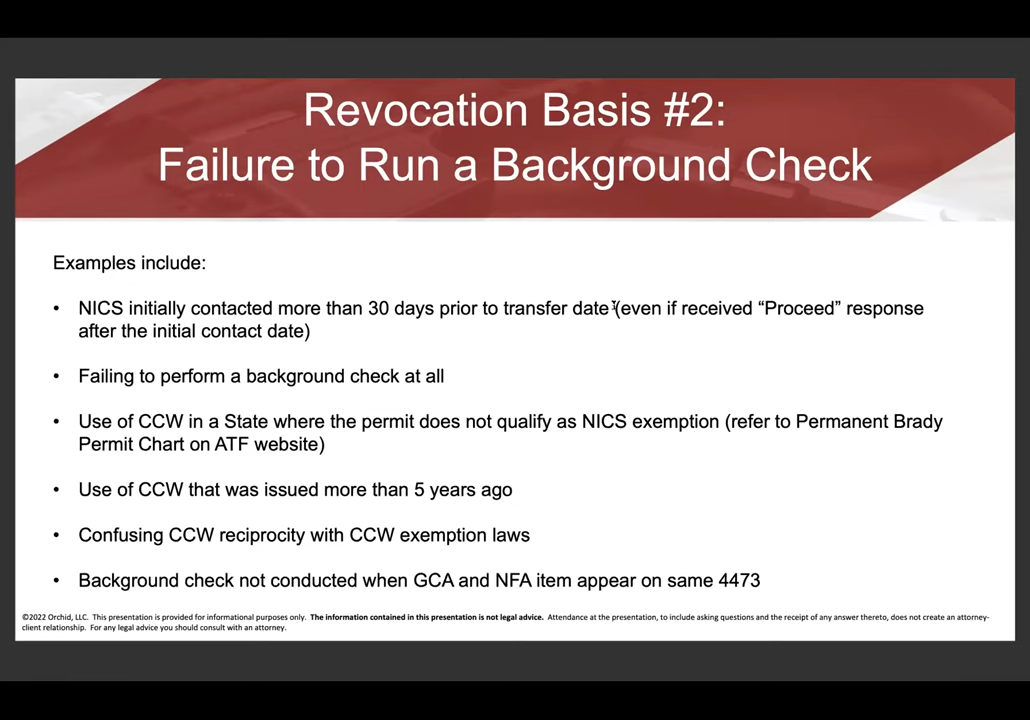 Revocation Basis #2:
Failure to Run a Background Check
Examples include:
• NICS initially contacted more than 30 days prior to transfer date (even if received “Proceed” response
after the initial contact date)
• Failing to perform a background check at all
• Use of CCW in a State where the permit does not qualify as NICS exemption (refer to Permanent Brady
Permit Chart on ATF website)
• Use of CCW that was issued more than 5 years ago
• Confusing CCW reciprocity with CCW exemption laws
• Background check not conducted when GCA and NFA item appear on same 4473
©2022 Orchid, LLC. This presentation is provided for informational purposes only. The information contained in this presentation is not legal advice. Attendance at the presentation, to include asking questions and the receipt of any answer thereto, does not create an attorney-
client relationship. For any legal advice you should consult with an attorney.